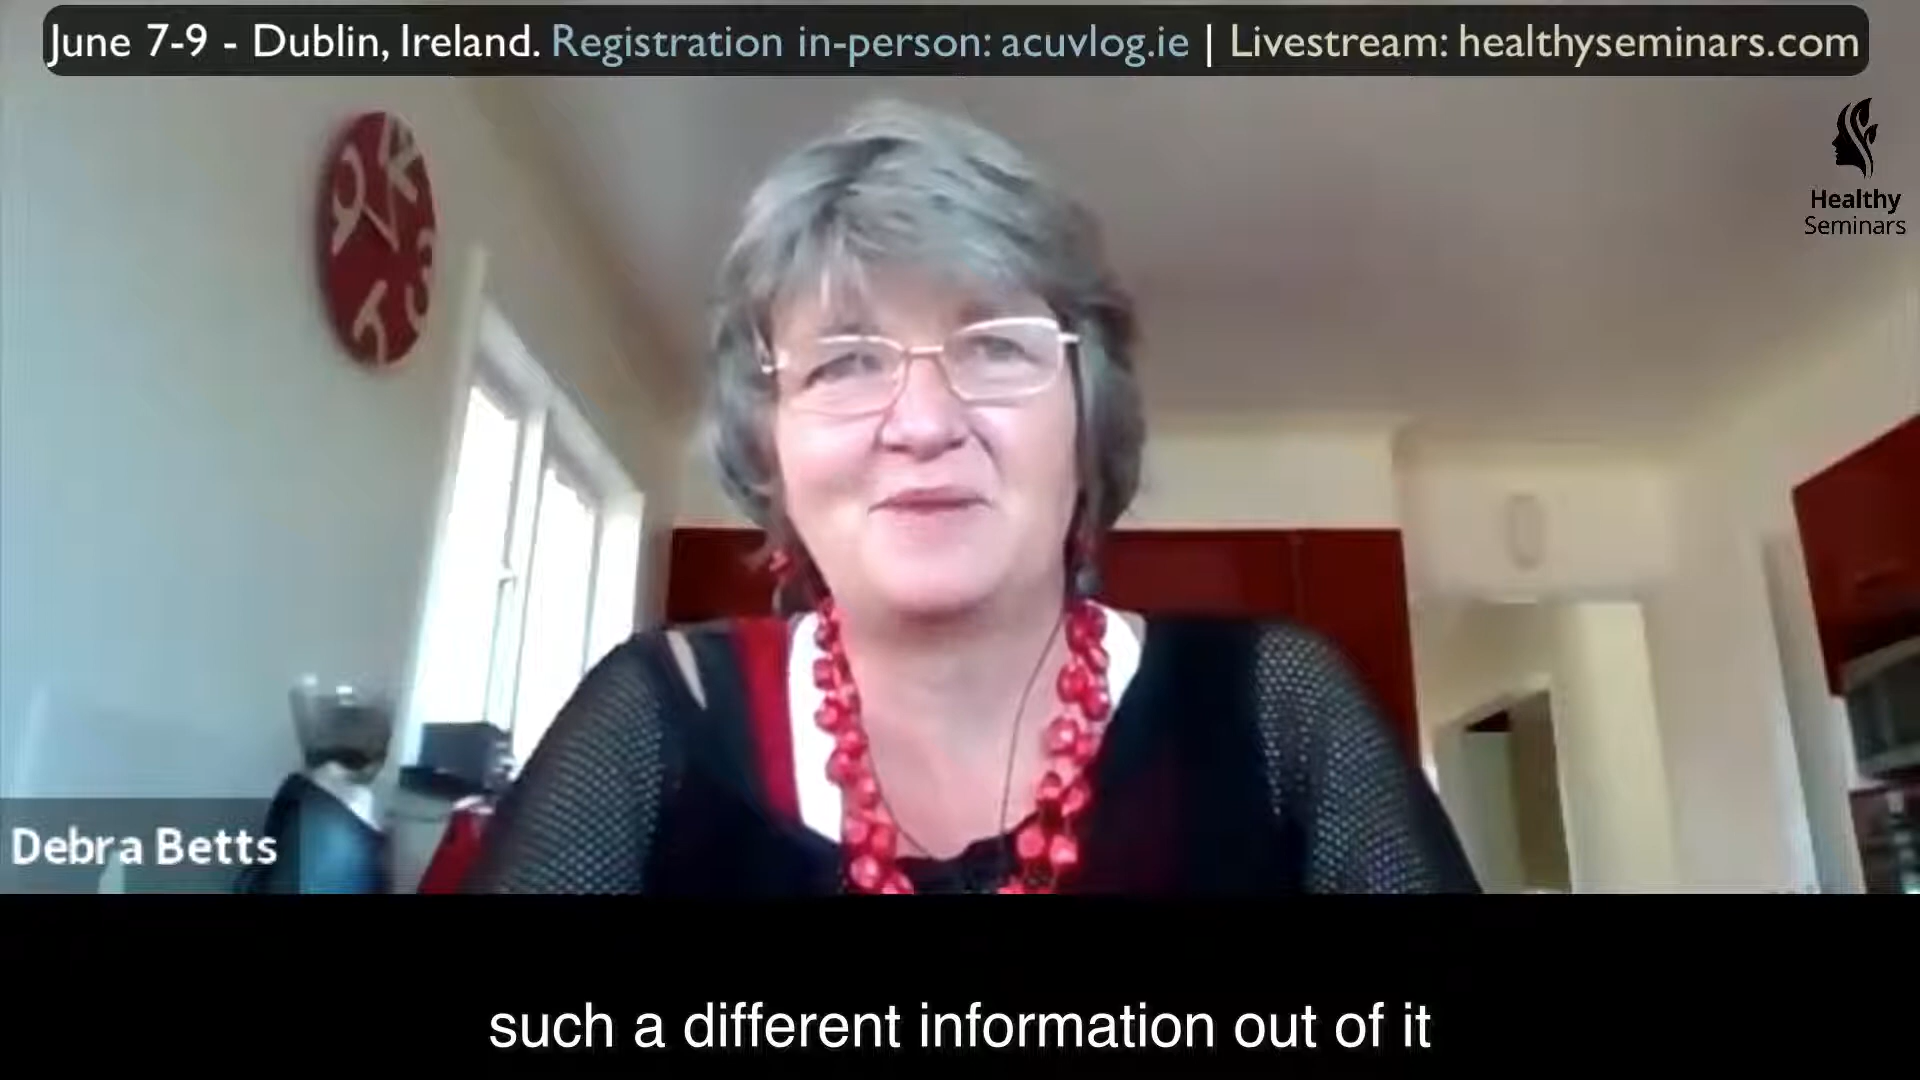 June 7-9 - Dublin, Ireland. Registration in-person: acuvlog.ie | Livestream: healthyseminars.com
Healthy
Seminars
Debra Betts
such a different information out of it